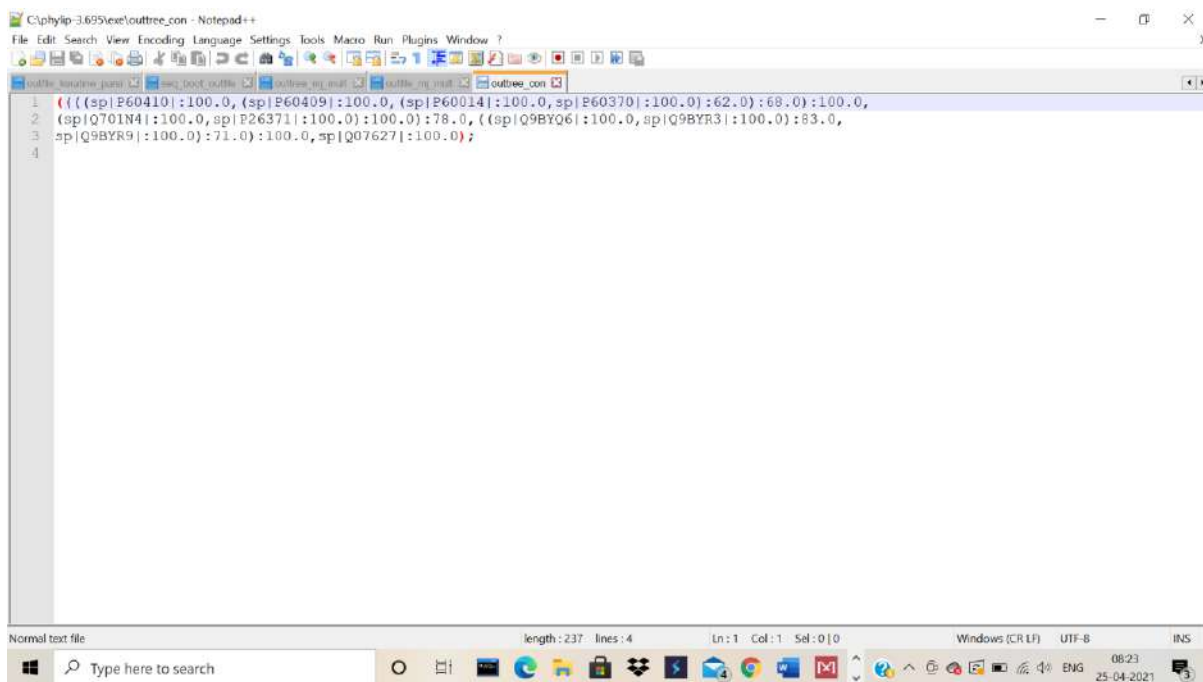 C:\phylip-3.695\exe\outtree_con - Notepad++
File Edit Search View Encoding Language Settings Tools Macro Run Plugins Window ?
seq_boot_outfile outtree_nj_mult outfile_nj_mult outtree_con
1 ((((sp|P60410|:100.0,(sp|P60409|:100.0,(sp|P60014|:100.0,sp|P60370|:100.0):62.0):68.0):100.0,
2 (sp|Q701N4|:100.0,sp|P26371|:100.0):100.0):78.0,((sp|Q9BYQ6|:100.0,sp|Q9BYR3|:100.0):83.0,
3 sp|Q9BYR9|:100.0):71.0):100.0,sp|Q07627|:100.0);
4
Normal text file length : 237 lines : 4 Ln : 1 Col : 1 Sel : 0 | 0 Windows (CR LF) UTF-8 INS
Type here to search ENG 08:23
25-04-2021